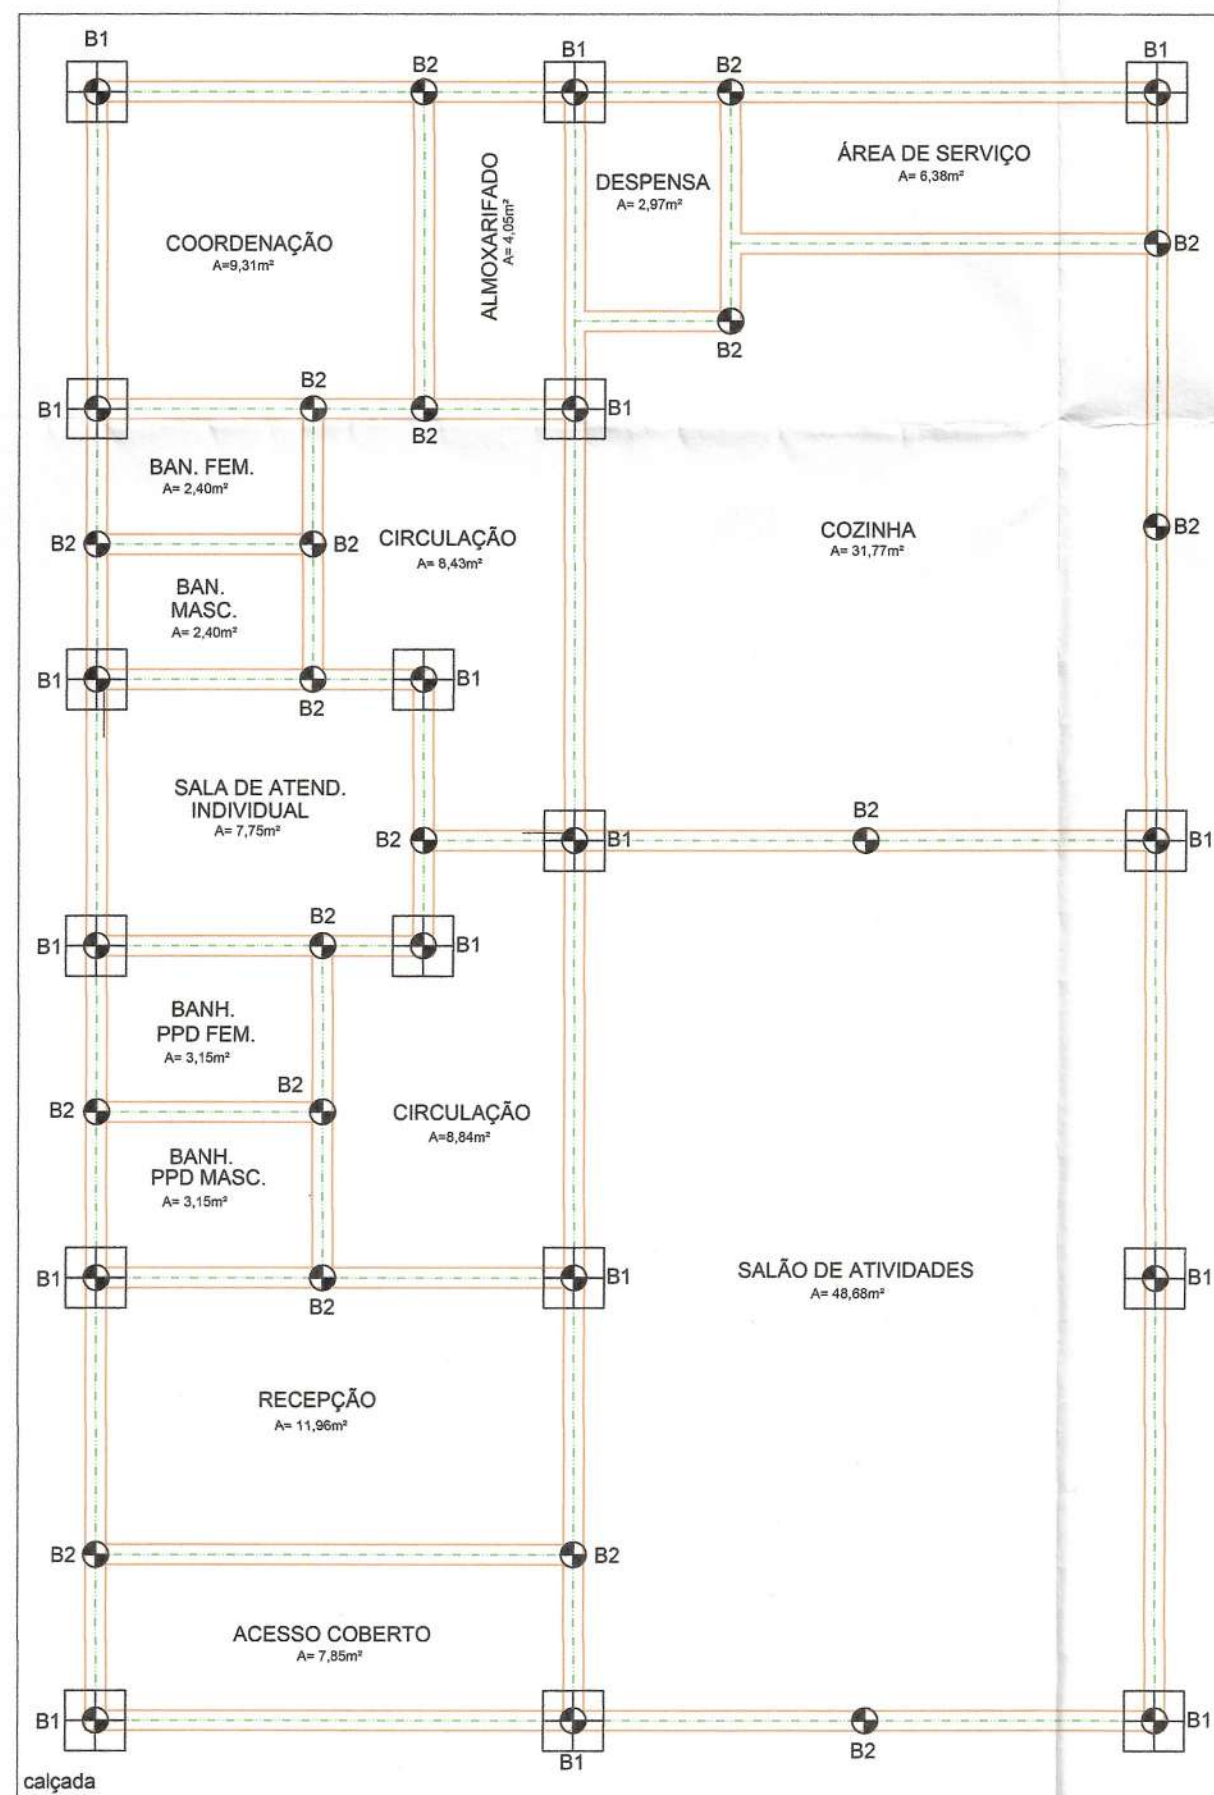 B1
B2
B1
B2
B1
COORDENAÇÃO
A=9,31m²
ALMOXARIFADO
A= 4,05m²
DESPENSA
A= 2,97m²
ÁREA DE SERVIÇO
A= 6,38m²
B2
B2
B1
B2
B2
B1
BAN. FEM.
A= 2,40m²
B2
B2
CIRCULAÇÃO
A= 8,43m²
COZINHA
A= 31,77m²
B2
BAN.
MASC.
A= 2,40m²
B1
B2
B1
SALA DE ATEND.
INDIVIDUAL
A= 7,75m²
B2
B1
B2
B1
B1
B2
B1
BANH.
PPD FEM.
A= 3,15m²
B2
B2
CIRCULAÇÃO
A=8,84m²
BANH.
PPD MASC.
A= 3,15m²
B1
B2
B1
SALÃO DE ATIVIDADES
A= 48,68m²
B1
RECEPÇÃO
A= 11,96m²
B2
B2
ACESSO COBERTO
A= 7,85m²
B1
B1
B2
B1
calçada